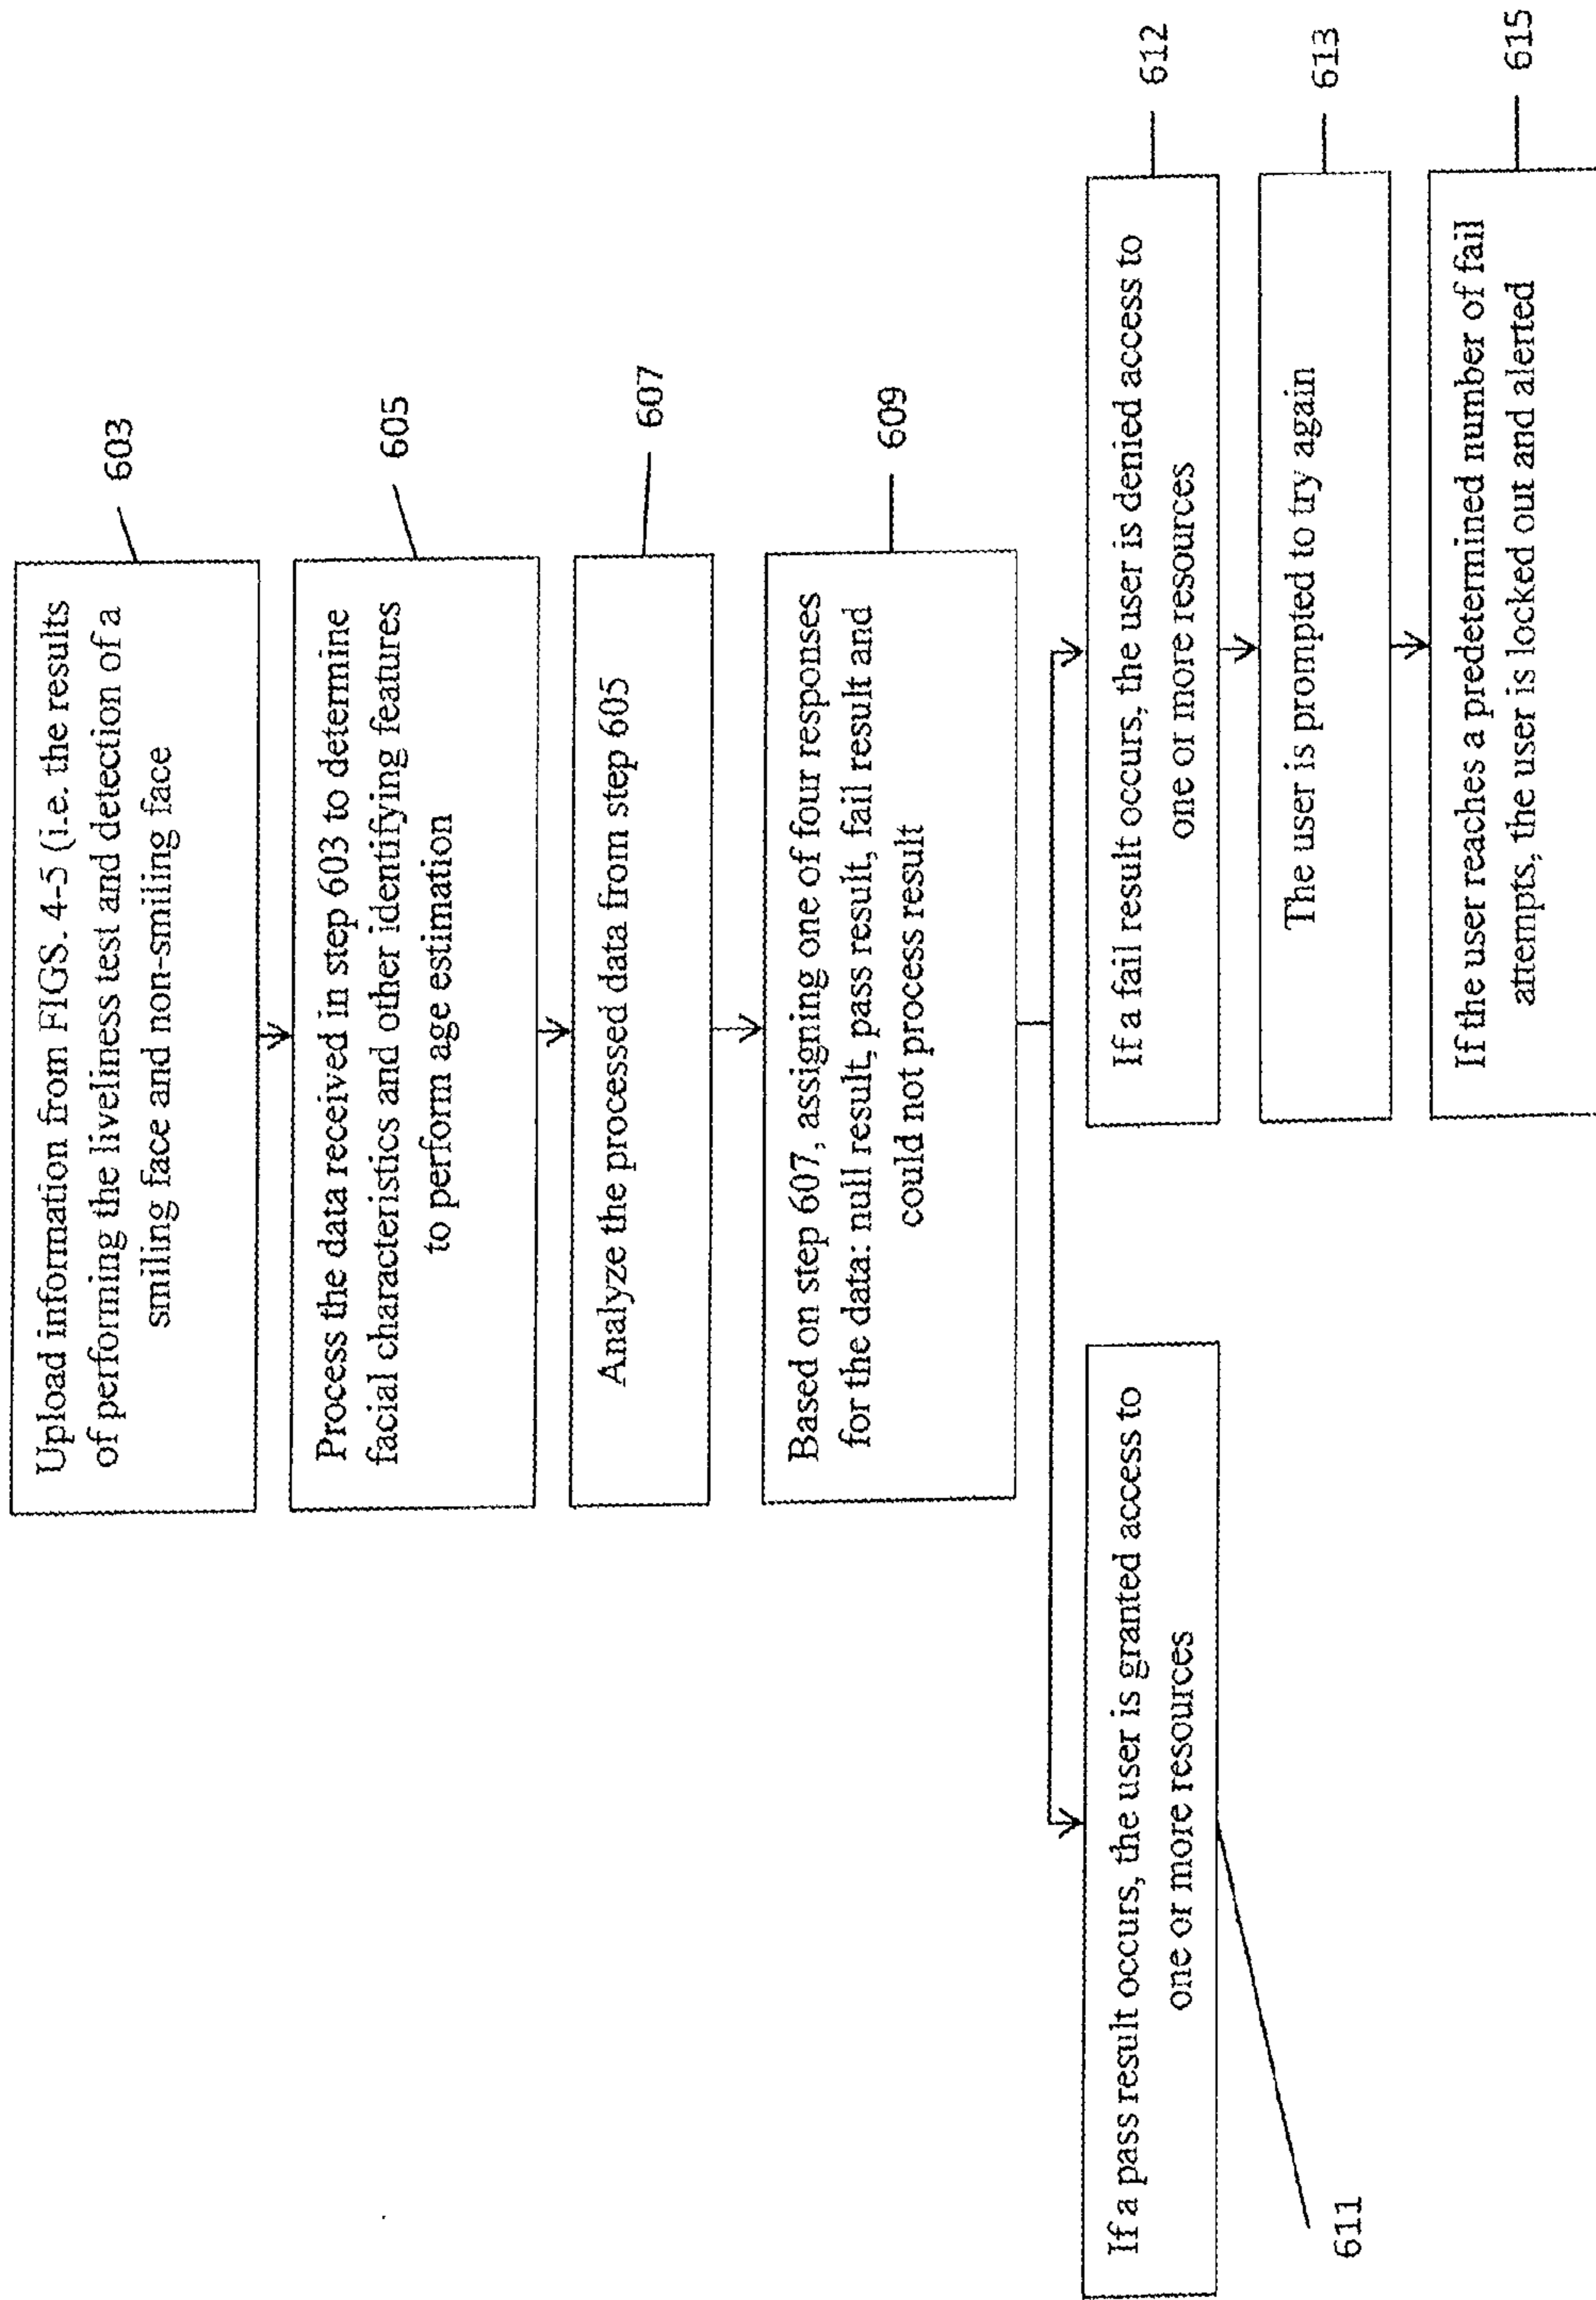 Upload information from FIGS. 4-5 (i.e. the results
of performing the liveliness test and detection of a
smiling face and non-smiling face
603
Process the data received in step 603 to determine
facial characteristics and other identifying features
to perform age estimation
605
Analyze the processed data from step 605
607
Based on step 607, assigning one of four responses
for the data: null result, pass result, fail result and
could not process result
609
If a pass result occurs, the user is granted access to
one or more resources
611
If a fail result occurs, the user is denied access to
one or more resources
612
The user is prompted to try again
613
If the user reaches a predetermined number of fail
attempts, the user is locked out and alerted
615